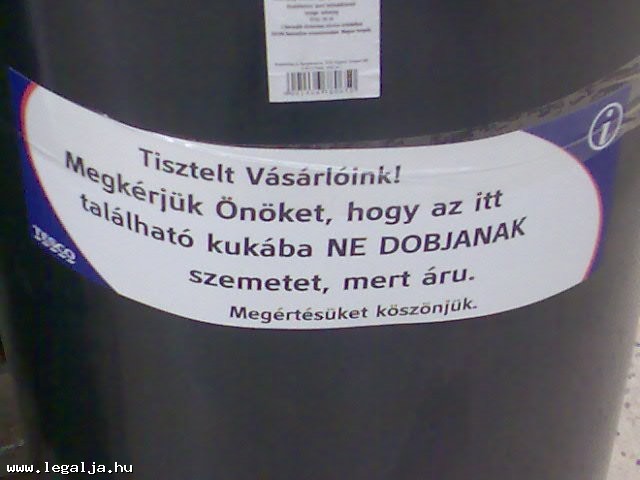 Tisztelt Vásárlóink!
Megkérjük Önöket, hogy az itt
található kukába NE DOBJANAK
szemetet, mert áru.
Megértésüket köszönjük.
TESCO
i
www.legalja.hu